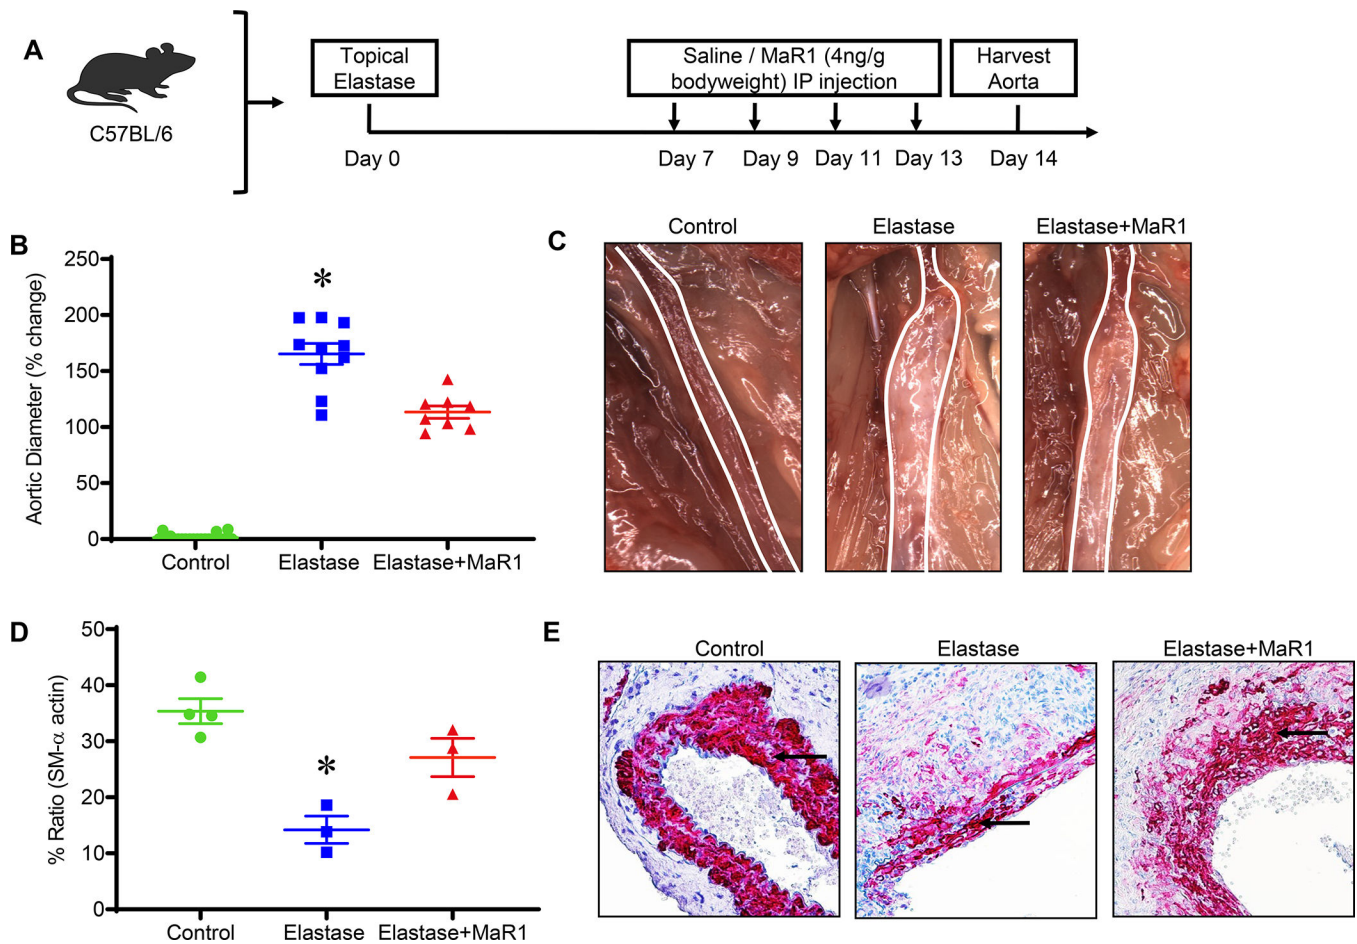 A
C57BL/6
Topical
Elastase
Saline / MaR1 (4ng/g
bodyweight) IP injection
Harvest
Aorta
Day 0
Day 7
Day 9
Day 11
Day 13
Day 14
B
Aortic Diameter (% change)
250
200
150
100
50
0
*
Control
Elastase
Elastase+MaR1
C
Control
Elastase
Elastase+MaR1
D
% Ratio (SM-α actin)
50
40
30
20
10
0
*
Control
Elastase
Elastase+MaR1
E
Control
Elastase
Elastase+MaR1